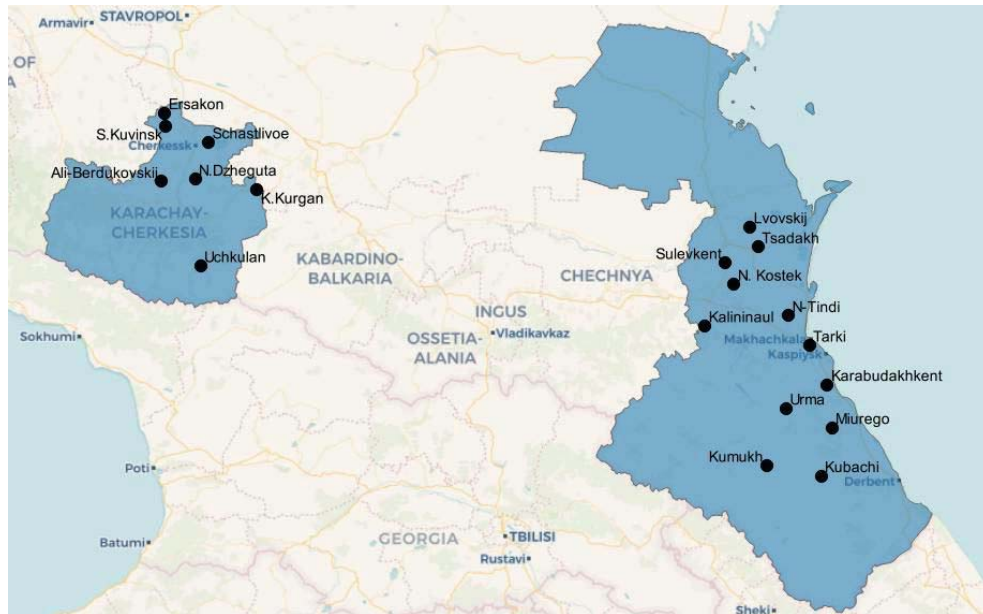 Armavir
STAVROPOL
OF
Ersakon
S.Kuvinsk
Schastlivoe
Cherkessk
Ali-Berdukovskij
N.Dzheguta
K.Kurgan
KARACHAY-
CHERKESIA
Uchkulan
Lvovskij
Tsadakh
Sulevkent
N. Kostek
KABARDINO-
BALKARIA
CHECHNYA
INGUS
N-Tindi
Kalininaul
Sokhumi
OSSETIA-
ALANIA
Vladikavkaz
Makhachkala
Tarki
Kaspiysk
Karabudakhkent
Urma
Miurego
Poti
Kumukh
Kubachi
Derbent
Batumi
GEORGIA
TBILISI
Rustavi
Sheki